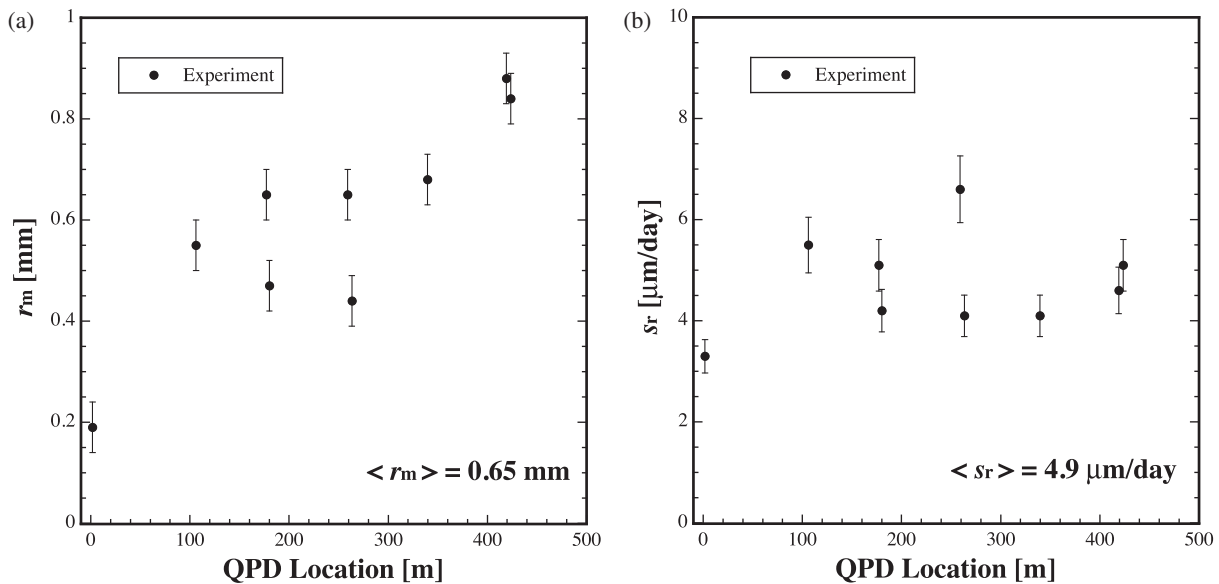 (a)
1
0.8
0.6
0.4
0.2
0
rm [mm]
Experiment
< rm > = 0.65 mm
0 100 200 300 400 500
QPD Location [m]
(b)
10
8
6
4
2
0
sr [μm/day]
Experiment
< sr > = 4.9 μm/day
0 100 200 300 400 500
QPD Location [m]